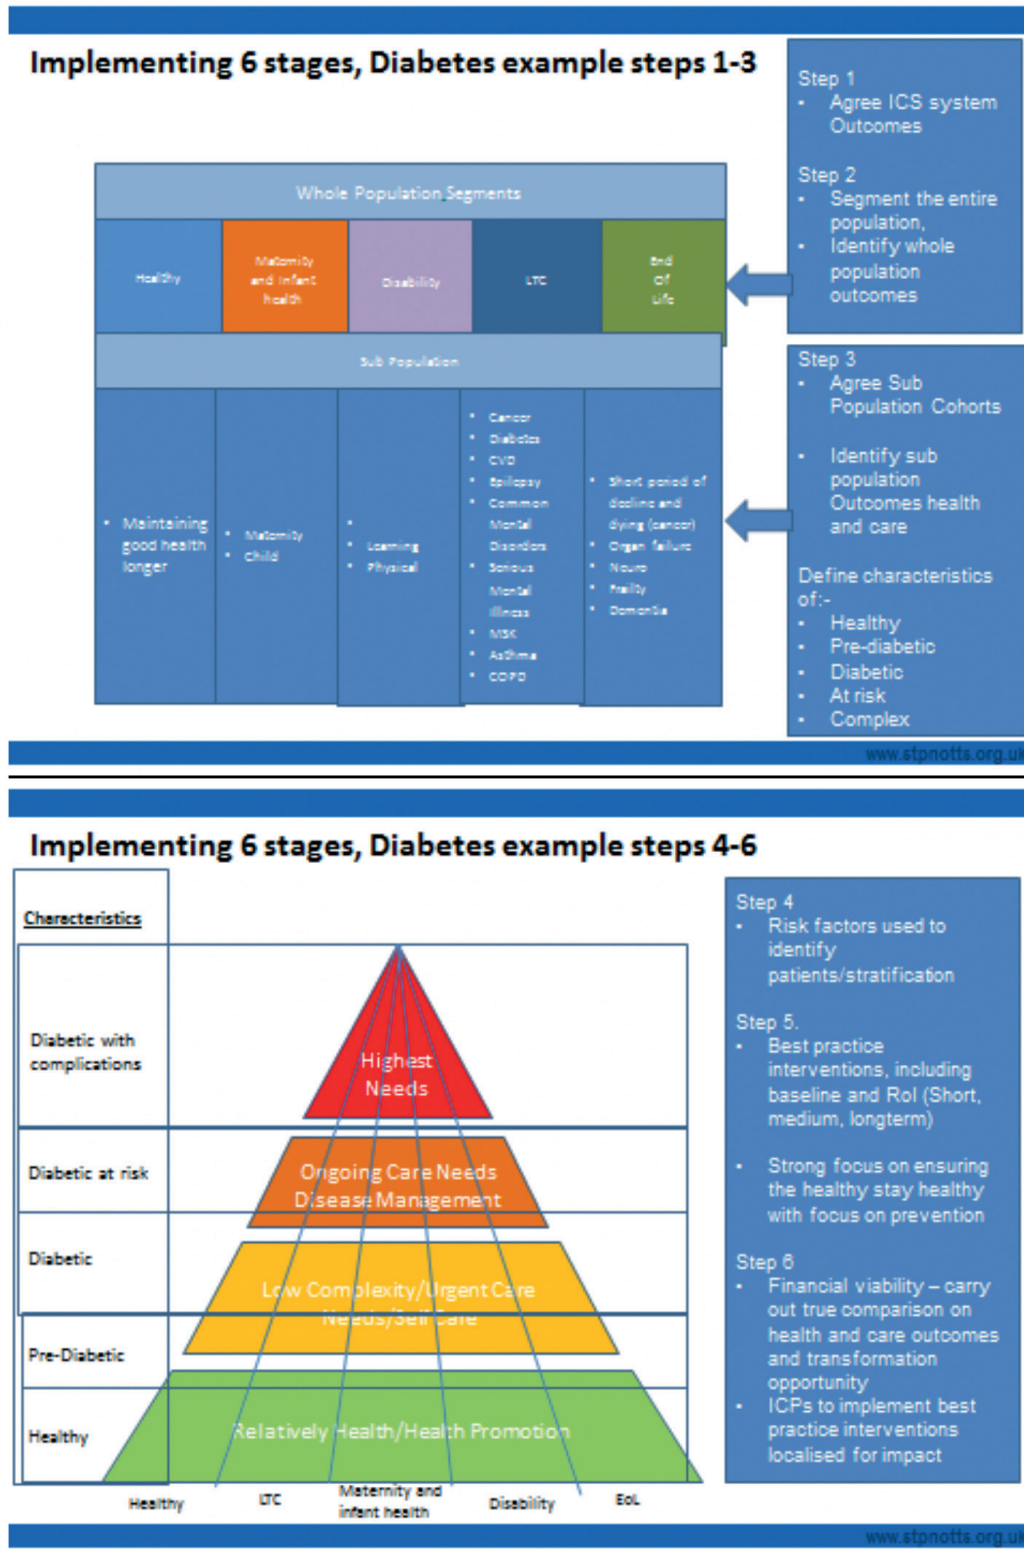 Implementing 6 stages, Diabetes example steps 1-3
Whole Population Segments
Healthy
Maternity
and Infant
health
Disability
LTC
End
Of
Life
Sub Population
• Maintaining
good health
longer
• Maternity
• Child
•
• Learning
• Physical
• Cancer
• Diabetes
• CVD
• Epilepsy
• Common
Mental
Disorders
• Serious
Mental
Illness
• MSK
• Asthma
• COPD
• Short period of
decline and
dying (cancer)
• Organ failure
• Neuro
• Frailty
• Dementia
Step 1
• Agree ICS system
Outcomes
Step 2
• Segment the entire
population,
• Identify whole
population
outcomes
Step 3
• Agree Sub
Population Cohorts
• Identify sub
population
Outcomes health
and care
Define characteristics
of:-
• Healthy
• Pre-diabetic
• Diabetic
• At risk
• Complex
www.stpnotts.org.uk
Implementing 6 stages, Diabetes example steps 4-6
Characteristics
Diabetic with
complications
Diabetic at risk
Diabetic
Pre-Diabetic
Healthy
Highest
Needs
Ongoing Care Needs
Disease Management
Low Complexity/Urgent Care
Needs/Self Care
Relatively Health/Health Promotion
Healthy
LTC
Maternity and
infant health
Disability
EoL
Step 4
• Risk factors used to
identify
patients/stratification
Step 5.
• Best practice
interventions, including
baseline and RoI (Short,
medium, longterm)
• Strong focus on ensuring
the healthy stay healthy
with focus on prevention
Step 6
• Financial viability – carry
out true comparison on
health and care outcomes
and transformation
opportunity
• ICPs to implement best
practice interventions
localised for impact
www.stpnotts.org.uk